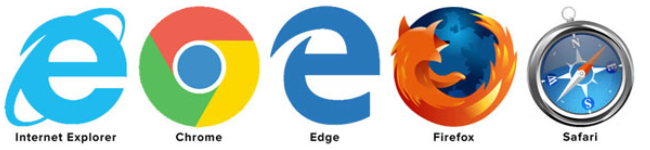 N
W
E
S
Internet Explorer
Chrome
Edge
Firefox
Safari